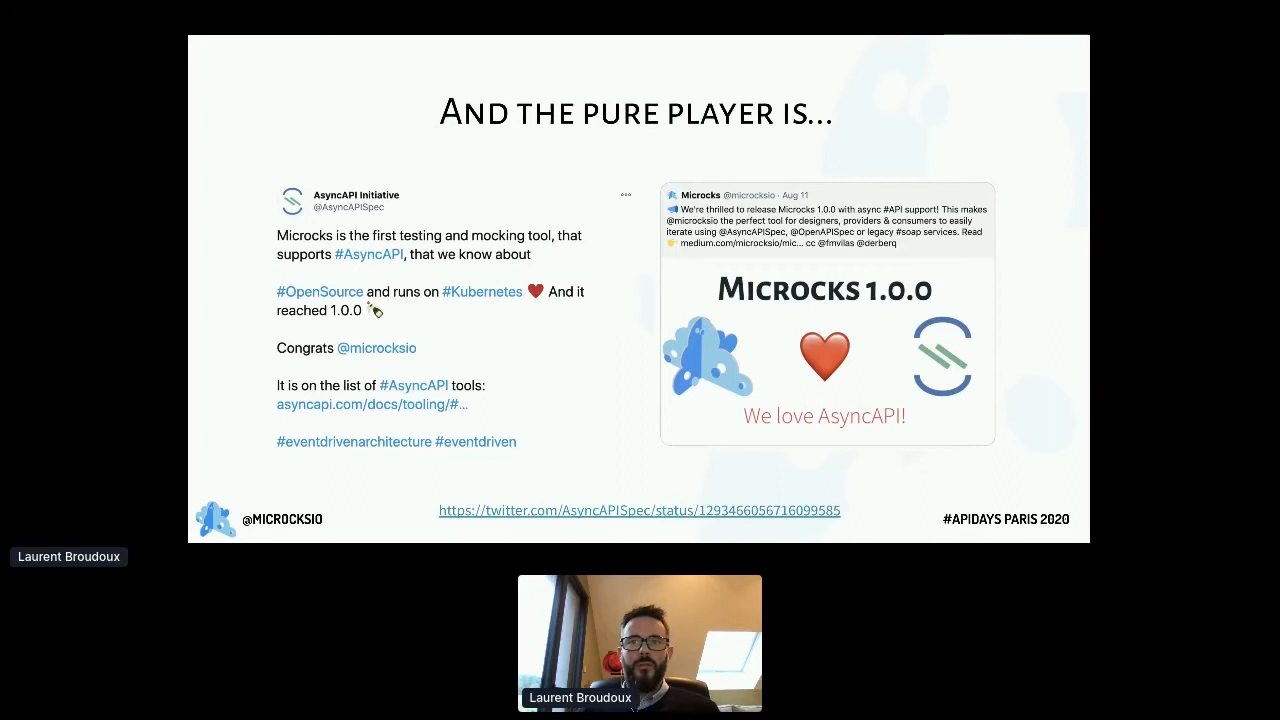 And the pure player is...
AsyncAPI Initiative
@AsyncAPISpec
Microcks is the first testing and mocking tool, that
supports #AsyncAPI, that we know about
#OpenSource and runs on #Kubernetes ❤️ And it
reached 1.0.0 🍾
Congrats @microcksio
It is on the list of #AsyncAPI tools:
asyncapi.com/docs/tooling/#...
#eventdrivenarchitecture #eventdriven
Microcks @microcksio · Aug 11
📣 We're thrilled to release Microcks 1.0.0 with async #API support! This makes
@microcksio the perfect tool for designers, providers & consumers to easily
iterate using @AsyncAPISpec, @OpenAPISpec or legacy #soap services. Read
👉 medium.com/microcksio/mic... cc @fmvilas @derberq
Microcks 1.0.0
We love AsyncAPI!
https://twitter.com/AsyncAPISpec/status/1293466056716099585
@MICROCKSIO
#APIDAYS PARIS 2020
Laurent Broudoux
Laurent Broudoux